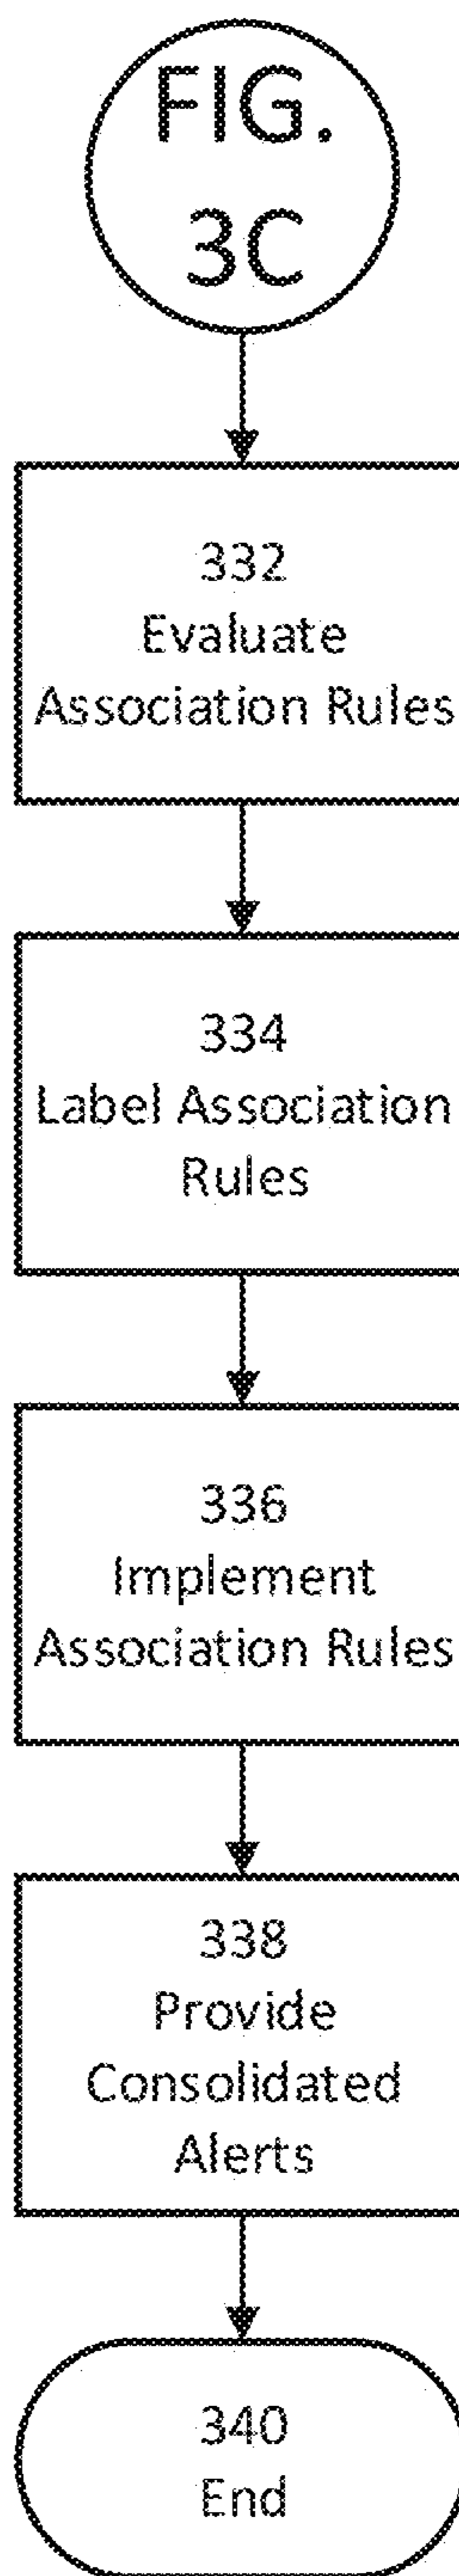 FIG.
3C
332
Evaluate
Association Rules
334
Label Association
Rules
336
Implement
Association Rules
338
Provide
Consolidated
Alerts
340
End